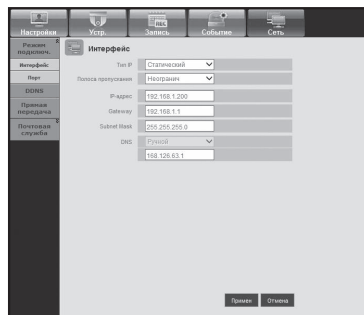 Настройки Устр. Запись Событие Сеть
REC
Режим подключ.
Интерфейс
Порт
DDNS
Прямая передача
Почтовая служба
Интерфейс
Тип IP Статический
Полоса пропускания Неогранич
IP-адрес 192.168.1.200
Gateway 192.168.1.1
Subnet Mask 255.255.255.0
DNS Ручной
168.126.63.1
Примен Отмена